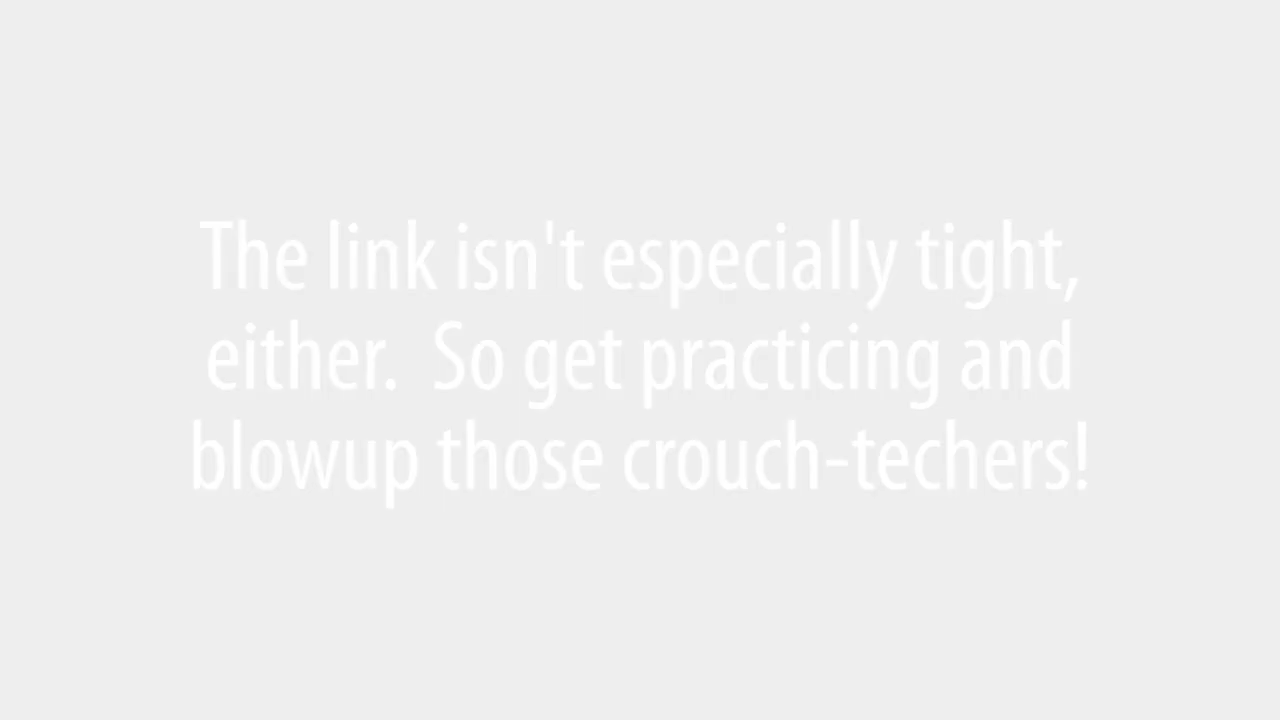 The link isn't especially tight,
either.  So get practicing and
blowup those crouch-techers!